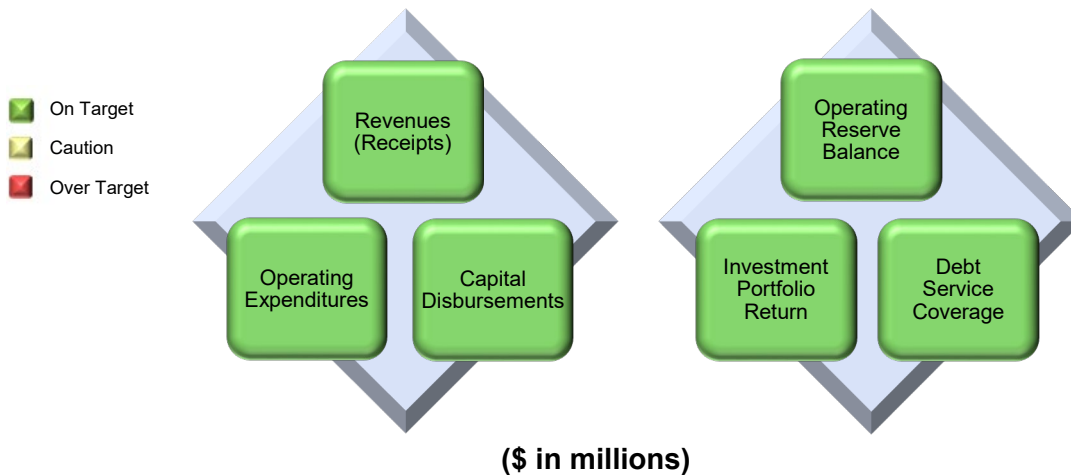 On Target
Caution
Over Target
Revenues
(Receipts)
Operating
Expenditures
Capital
Disbursements
Operating
Reserve
Balance
Investment
Portfolio
Return
Debt
Service
Coverage
($ in millions)